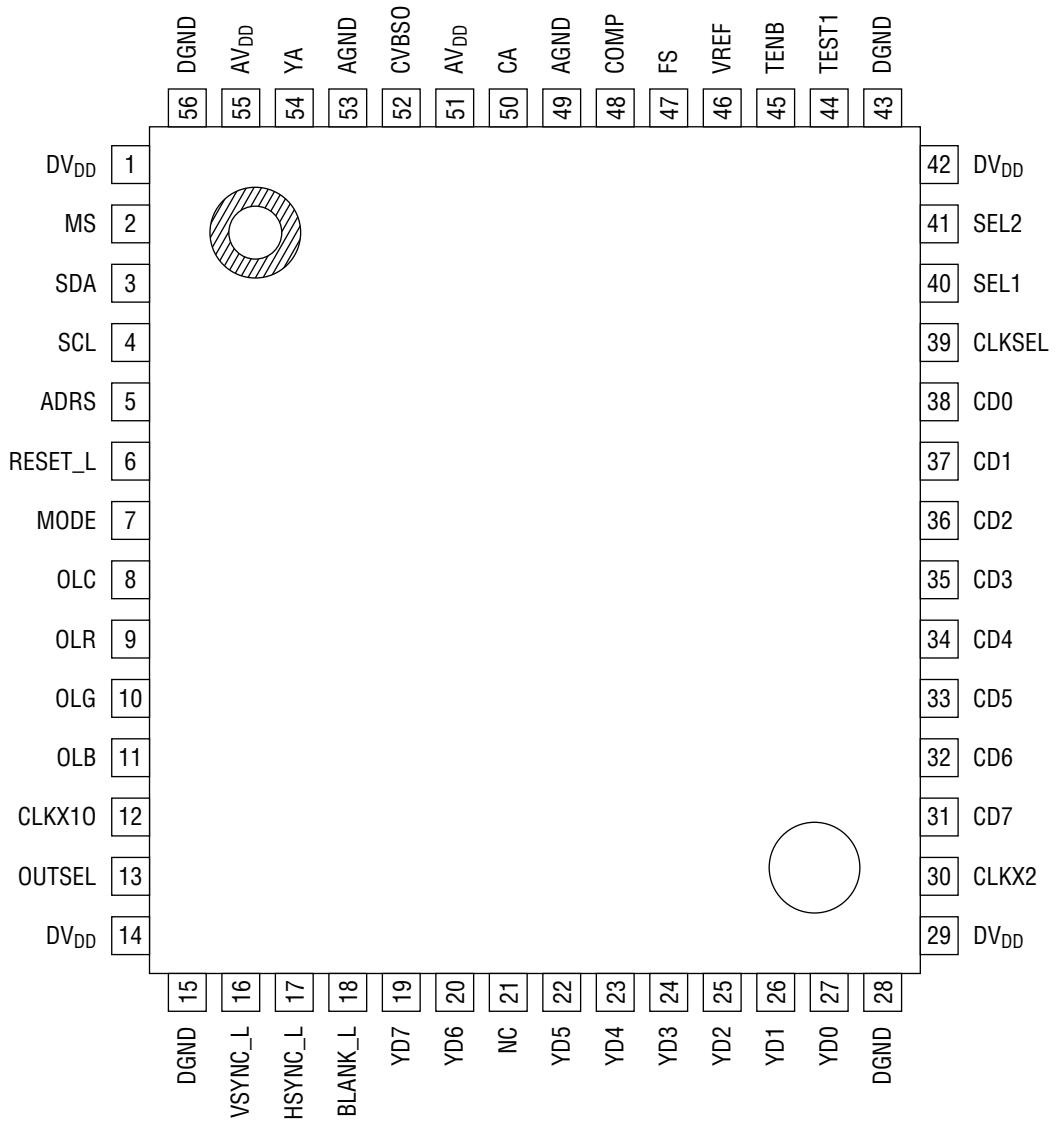 DGND AVDD YA AGND CVBSO AVDD CA AGND COMP FS VREF TENB TEST1 DGND
56 55 54 53 52 51 50 49 48 47 46 45 44 43
DVDD 1 42 DVDD
MS 2 41 SEL2
SDA 3 40 SEL1
SCL 4 39 CLKSEL
ADRS 5 38 CD0
RESET_L 6 37 CD1
MODE 7 36 CD2
OLC 8 35 CD3
OLR 9 34 CD4
OLG 10 33 CD5
OLB 11 32 CD6
CLKX1O 12 31 CD7
OUTSEL 13 30 CLKX2
DVDD 14 29 DVDD
15 16 17 18 19 20 21 22 23 24 25 26 27 28
DGND VSYNC_L HSYNC_L BLANK_L YD7 YD6 NC YD5 YD4 YD3 YD2 YD1 YD0 DGND